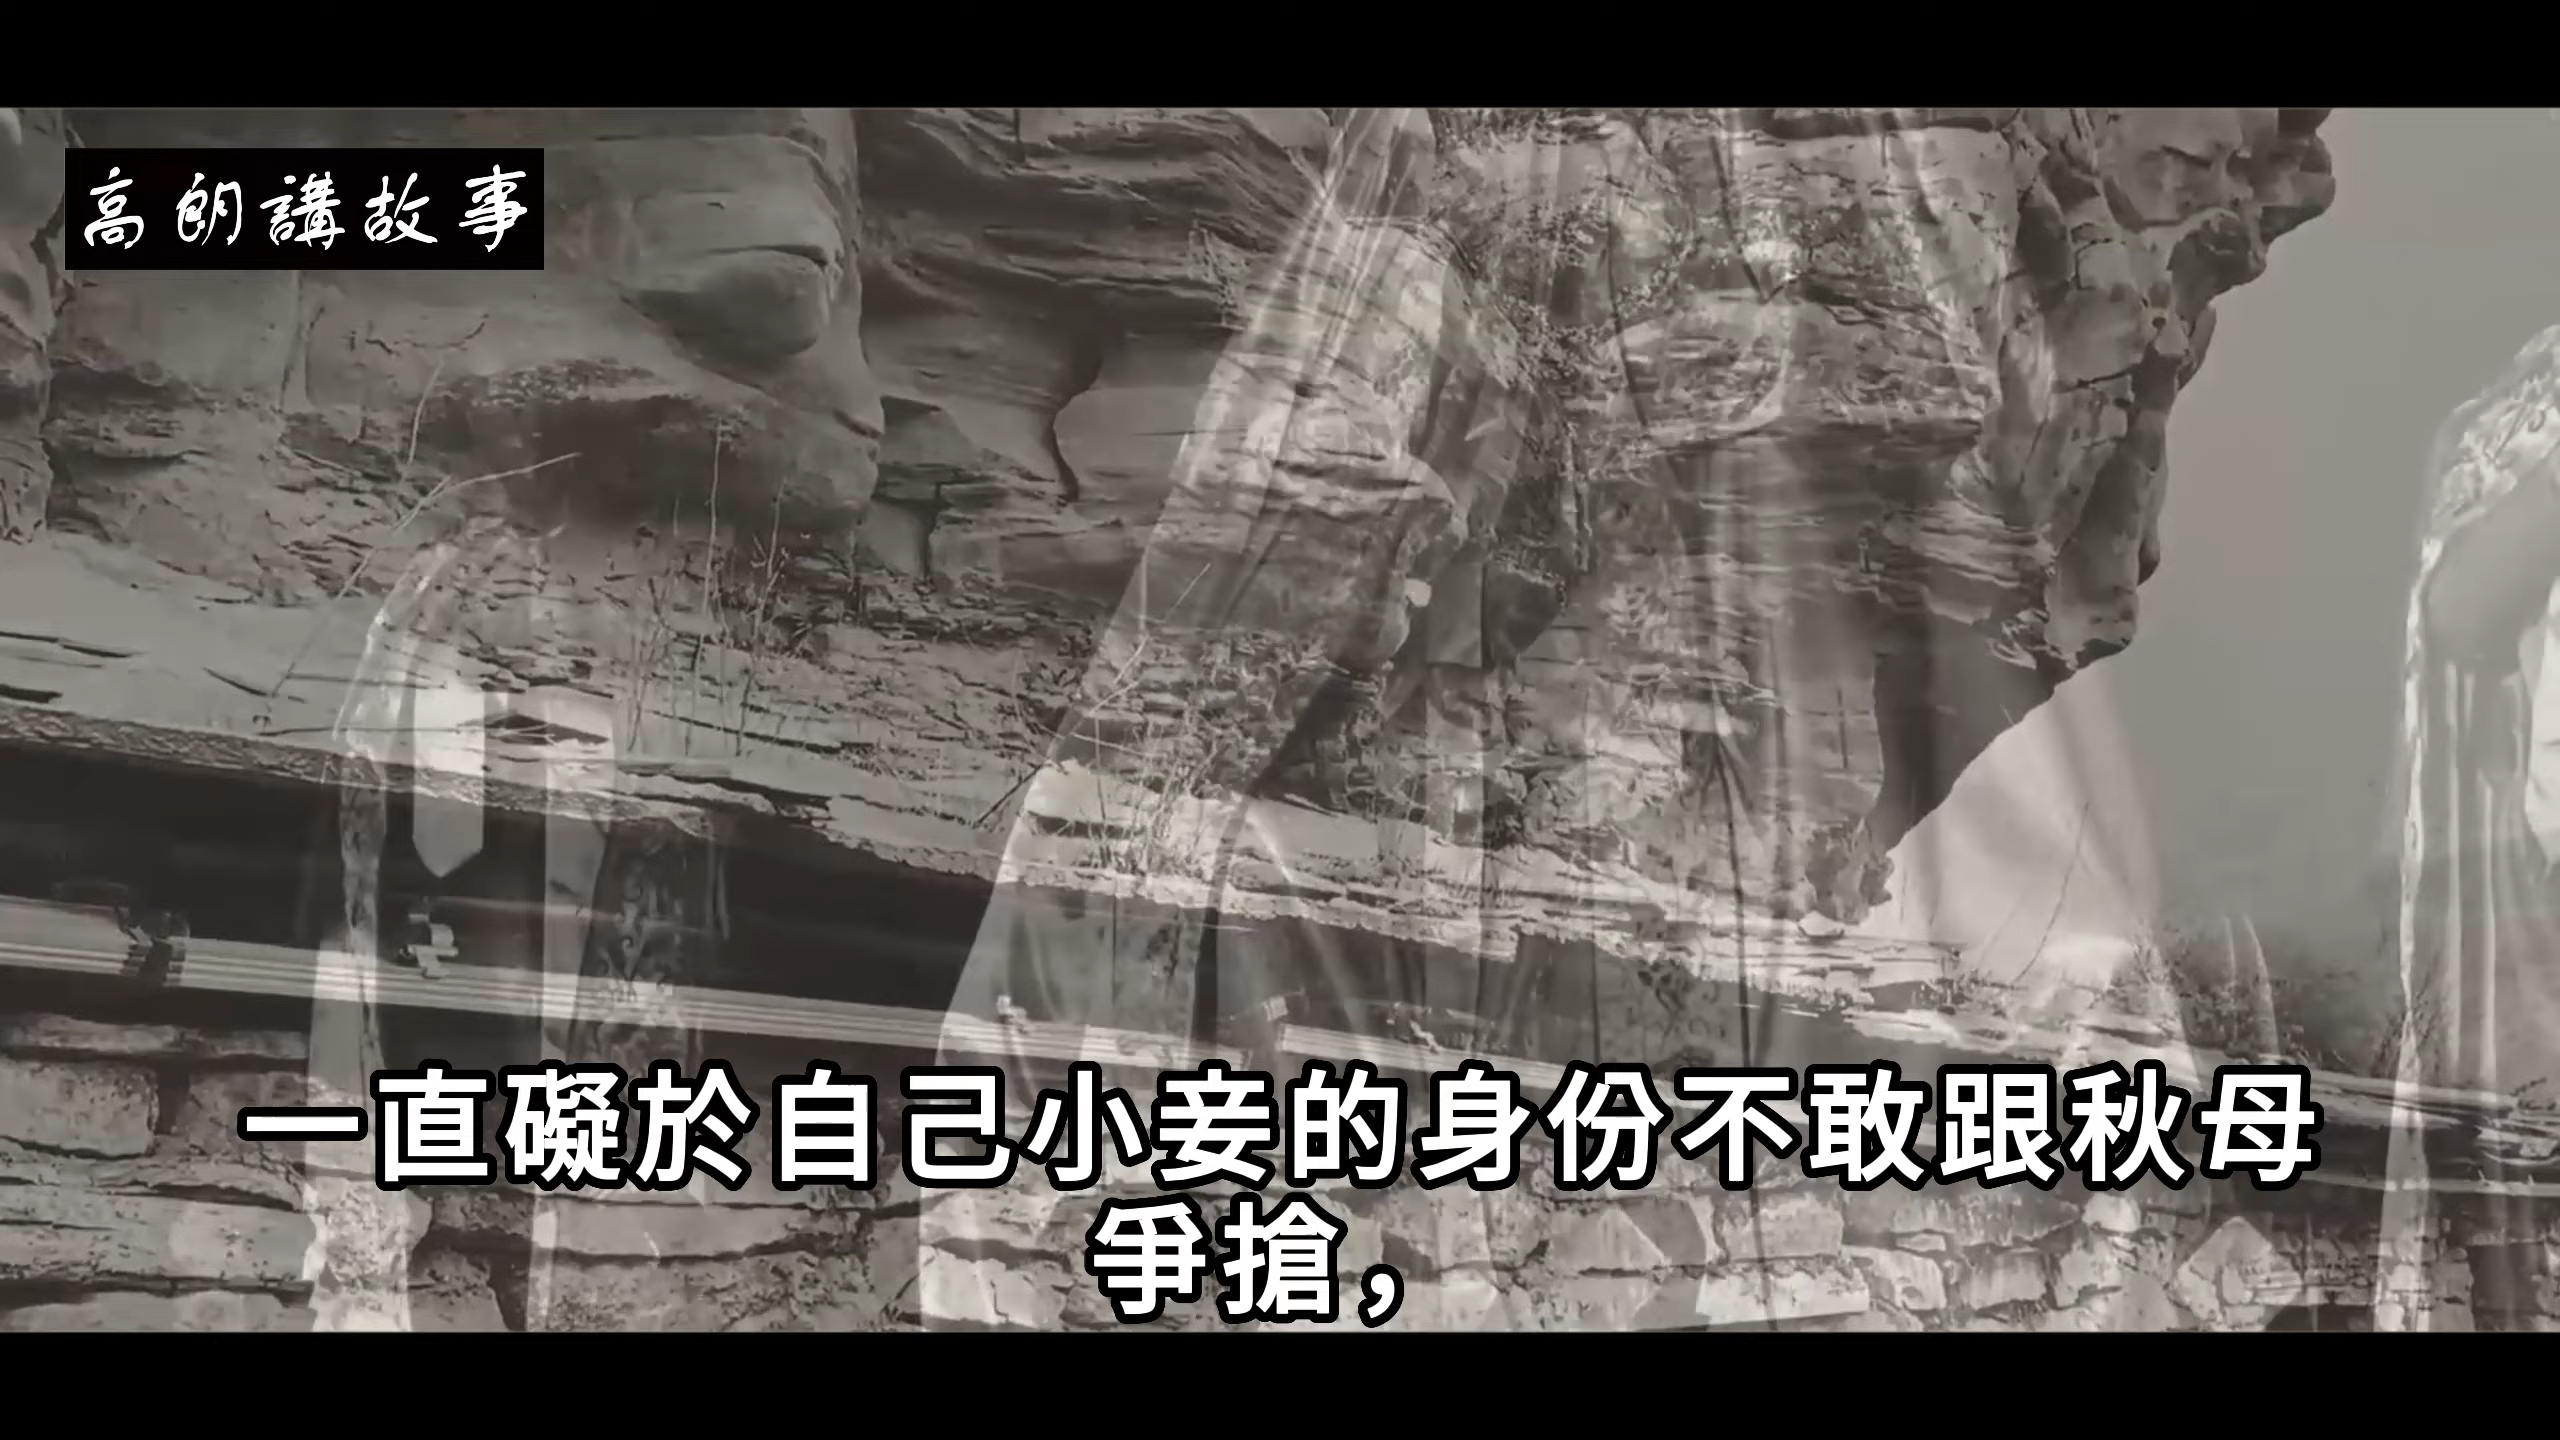 高朗講故事
一直礙於自己小妾的身份不敢跟秋母
爭搶，